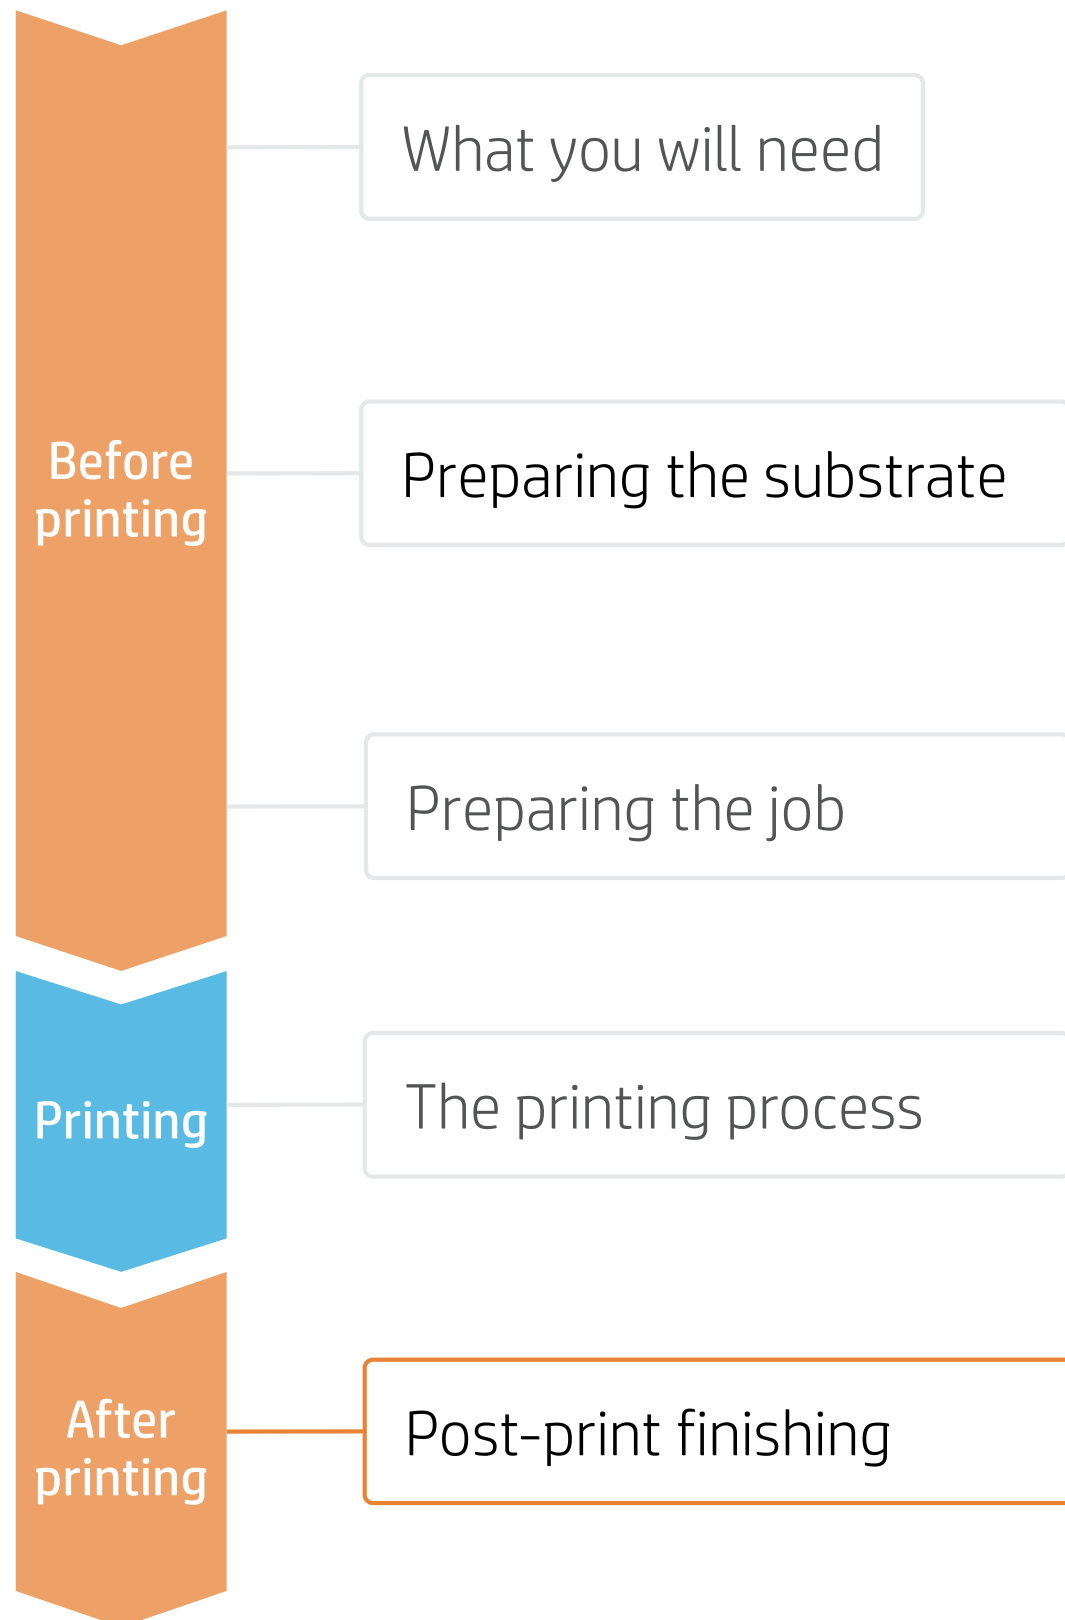 What you will need
Before
printing
Preparing the substrate
Preparing the job
Printing
The printing process
After
printing
Post-print finishing